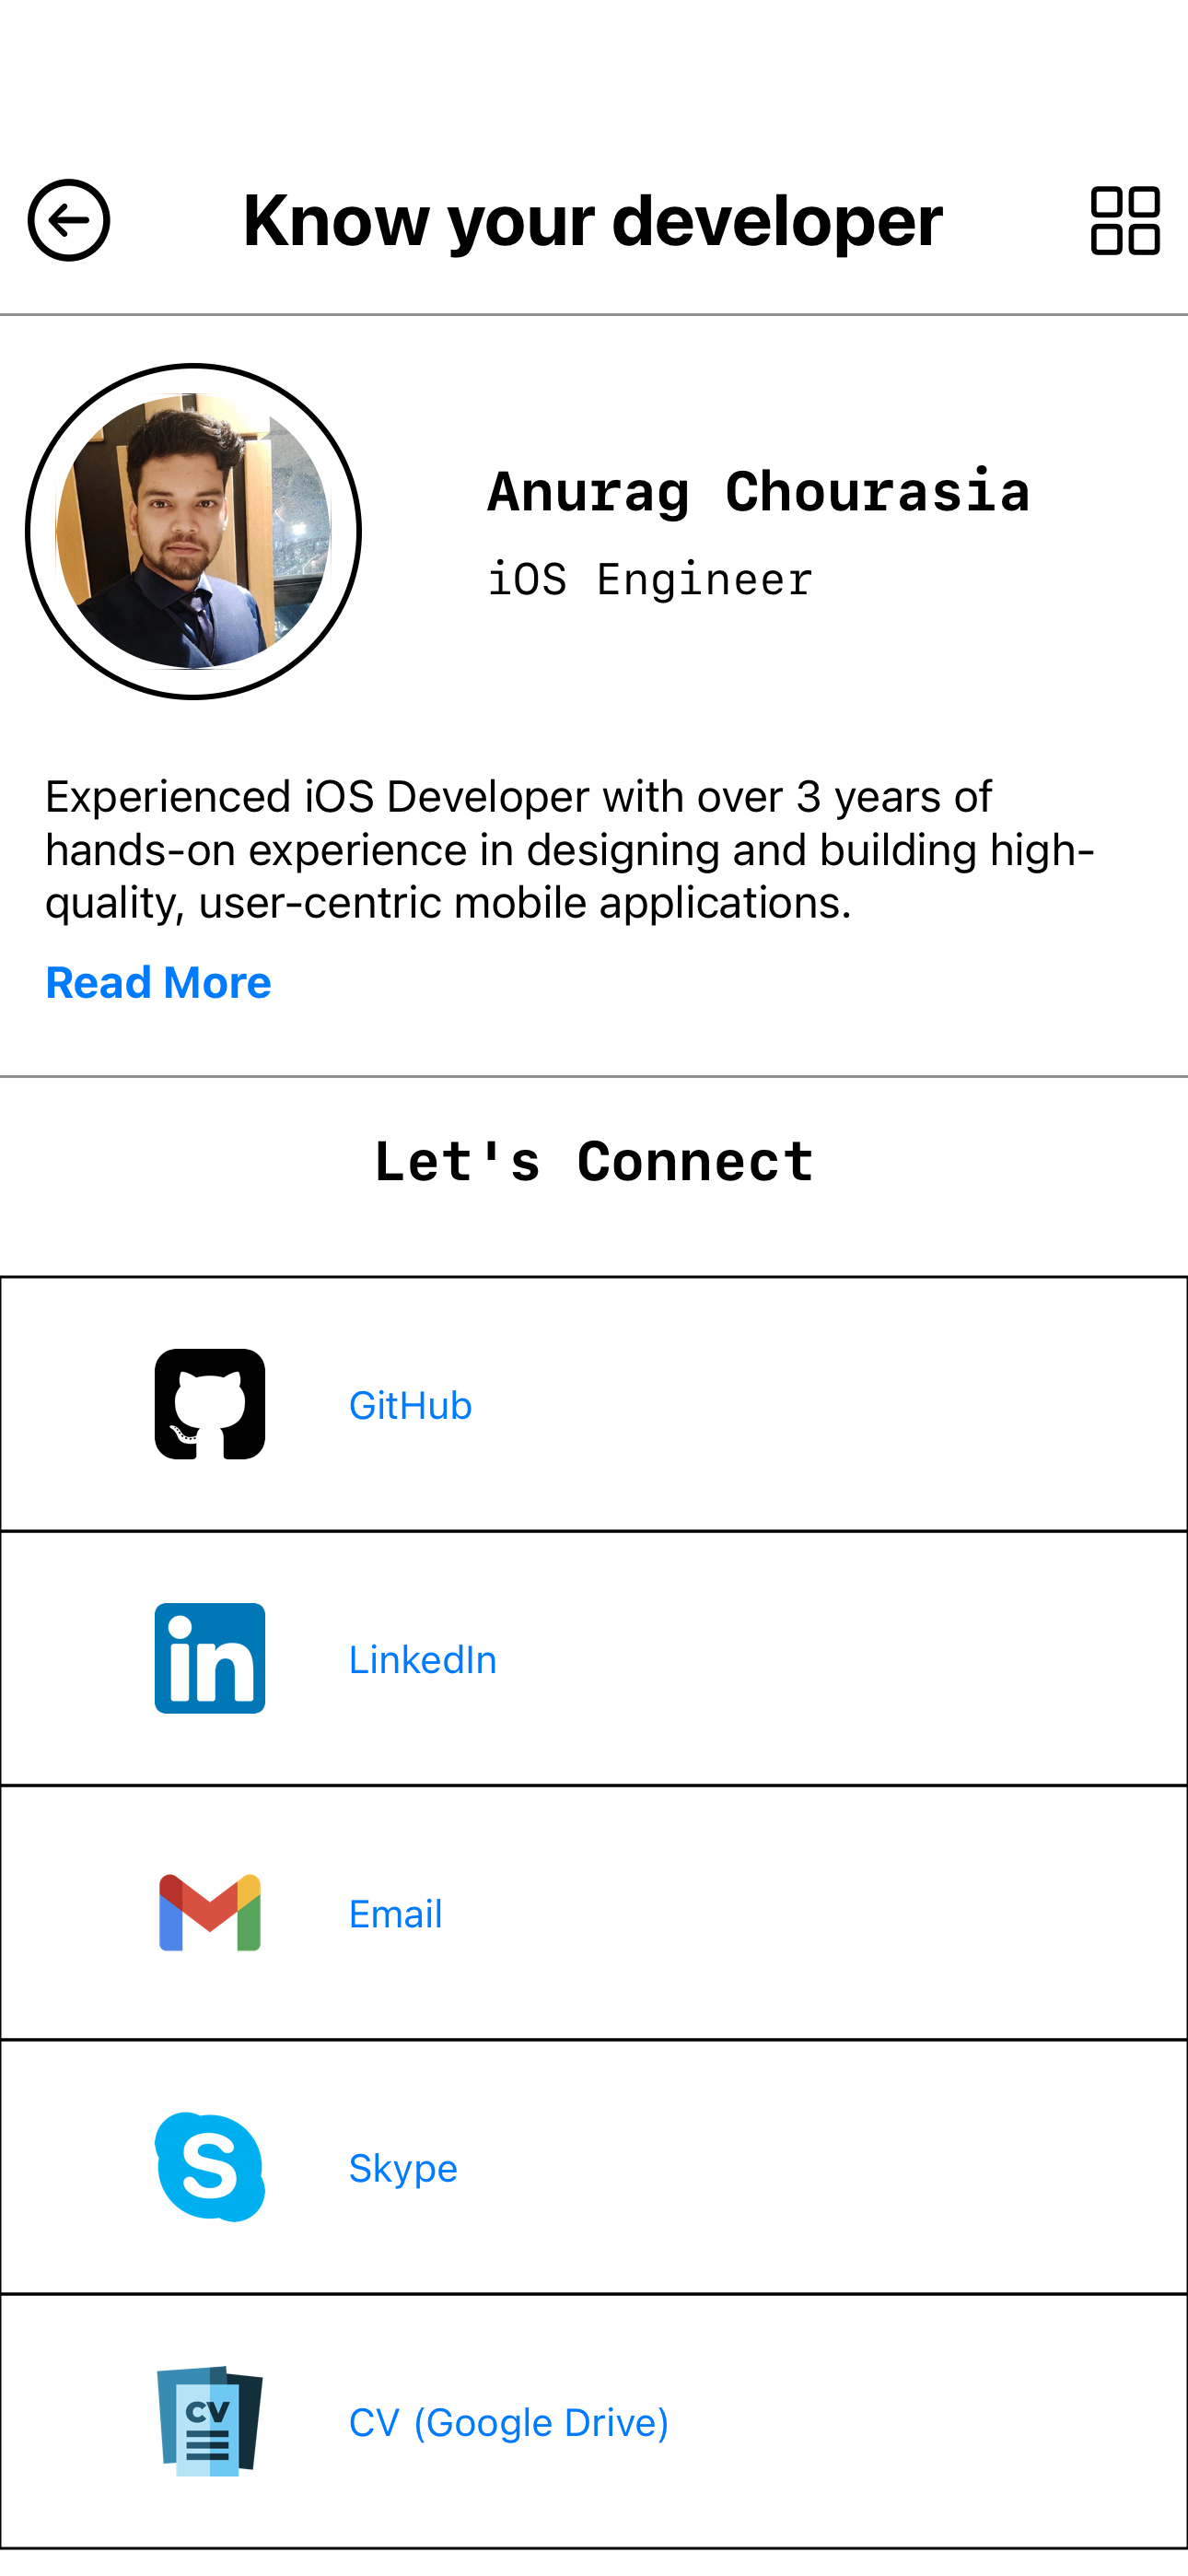 Know your developer
Anurag Chourasia
iOS Engineer
Experienced iOS Developer with over 3 years of
hands-on experience in designing and building high-
quality, user-centric mobile applications.
Read More
Let's Connect
GitHub
in
LinkedIn
Email
S
Skype
CV
CV (Google Drive)